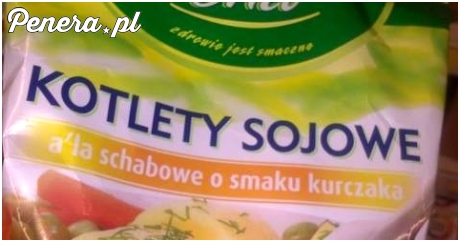 Penera.pl
zdrowie jest smaczne
KOTLETY SOJOWE
a'la schabowe o smaku kurczaka